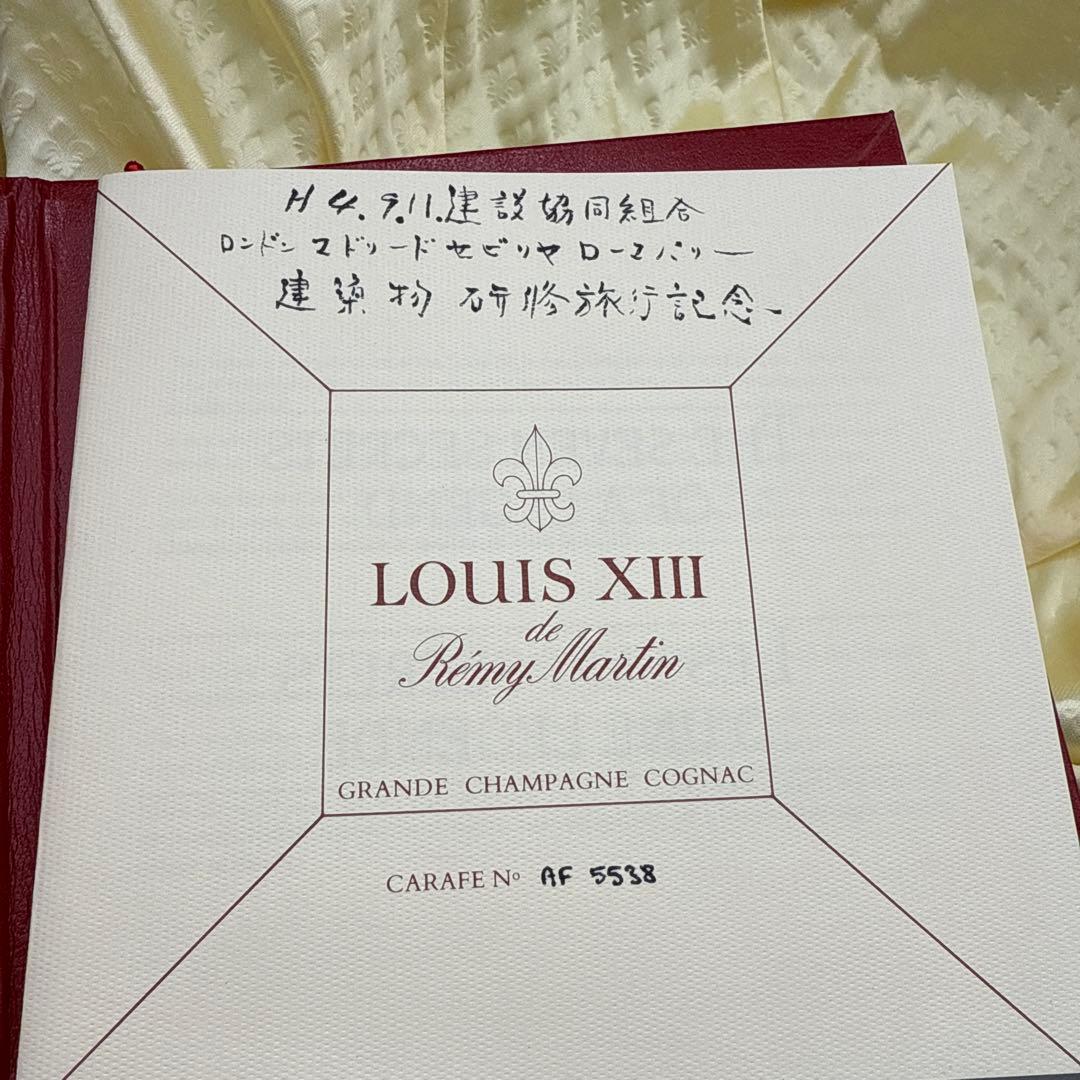 H4.9.11.建設協同組合
ロンドンマドリードセビリヤローマパリー
建築物 研修旅行記念
LOUIS XIII
de
Rémy Martin
GRANDE CHAMPAGNE COGNAC
CARAFE Nº AF 5538